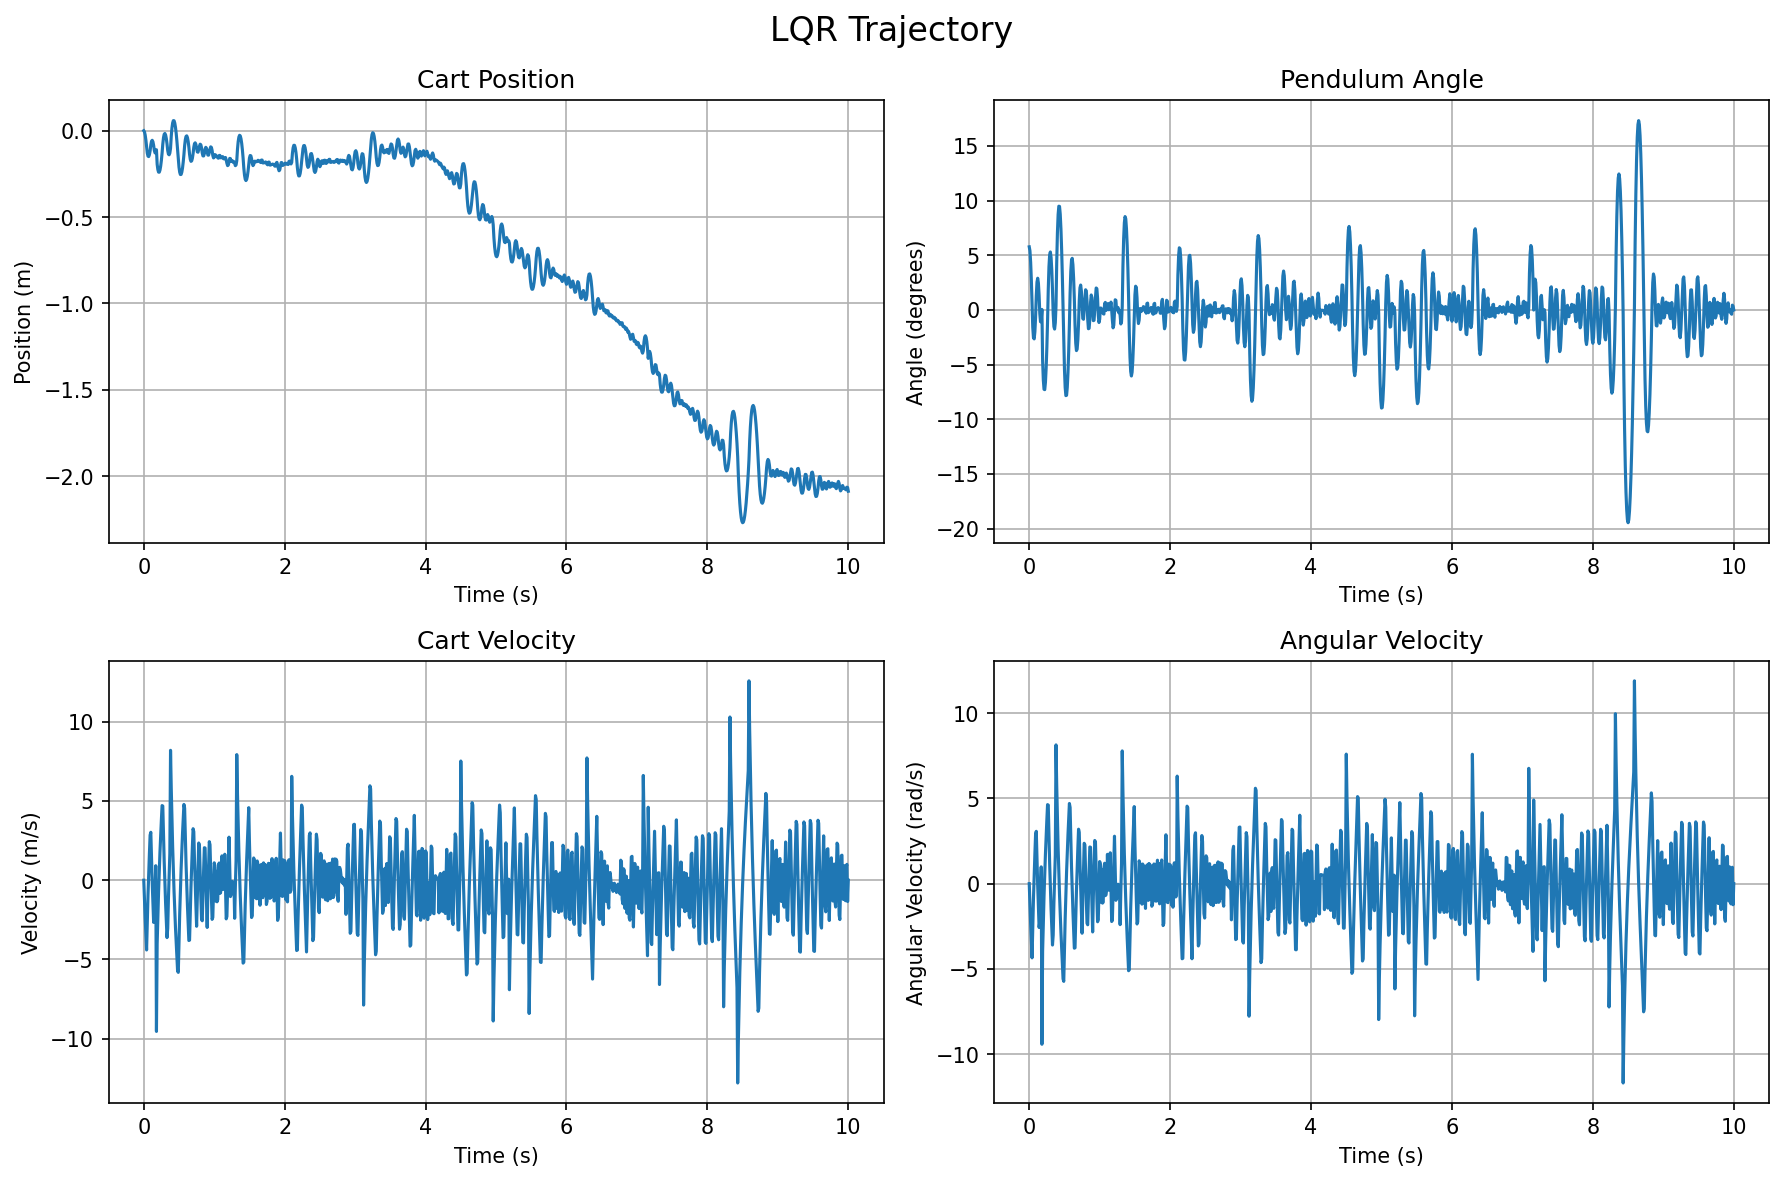 LQR Trajectory
Cart Position
Position (m)
0.0
−0.5
−1.0
−1.5
−2.0
0 2 4 6 8 10
Time (s)
Pendulum Angle
Angle (degrees)
15
10
5
0
−5
−10
−15
−20
0 2 4 6 8 10
Time (s)
Cart Velocity
Velocity (m/s)
10
5
0
−5
−10
0 2 4 6 8 10
Time (s)
Angular Velocity
Angular Velocity (rad/s)
10
5
0
−5
−10
0 2 4 6 8 10
Time (s)